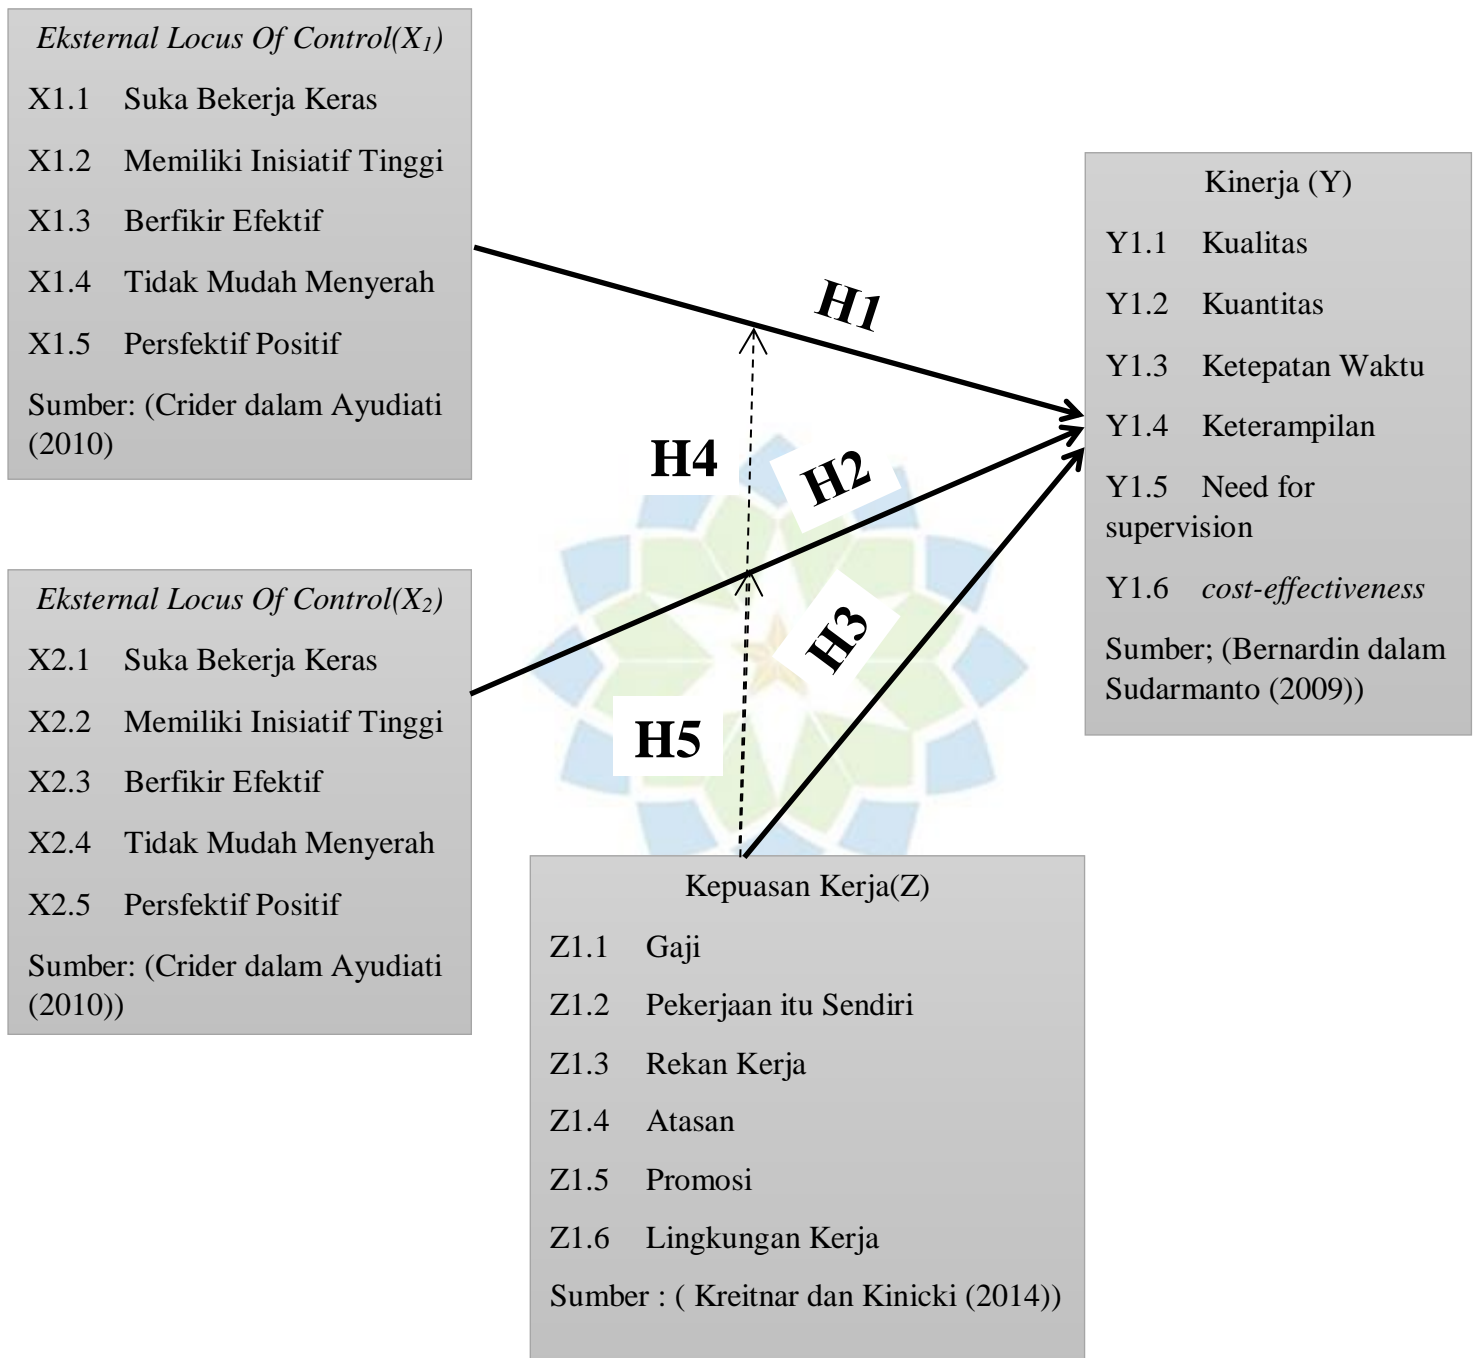 Eksternal Locus Of Control(X1)
X1.1 Suka Bekerja Keras
X1.2 Memiliki Inisiatif Tinggi
X1.3 Berfikir Efektif
X1.4 Tidak Mudah Menyerah
X1.5 Persfektif Positif
Sumber: (Crider dalam Ayudiati
(2010)
Eksternal Locus Of Control(X2)
X2.1 Suka Bekerja Keras
X2.2 Memiliki Inisiatif Tinggi
X2.3 Berfikir Efektif
X2.4 Tidak Mudah Menyerah
X2.5 Persfektif Positif
Sumber: (Crider dalam Ayudiati
(2010))
H1
H4
H2
H3
H5
Kinerja (Y)
Y1.1 Kualitas
Y1.2 Kuantitas
Y1.3 Ketepatan Waktu
Y1.4 Keterampilan
Y1.5 Need for
supervision
Y1.6 cost-effectiveness
Sumber; (Bernardin dalam
Sudarmanto (2009))
Kepuasan Kerja(Z)
Z1.1 Gaji
Z1.2 Pekerjaan itu Sendiri
Z1.3 Rekan Kerja
Z1.4 Atasan
Z1.5 Promosi
Z1.6 Lingkungan Kerja
Sumber : ( Kreitnar dan Kinicki (2014))